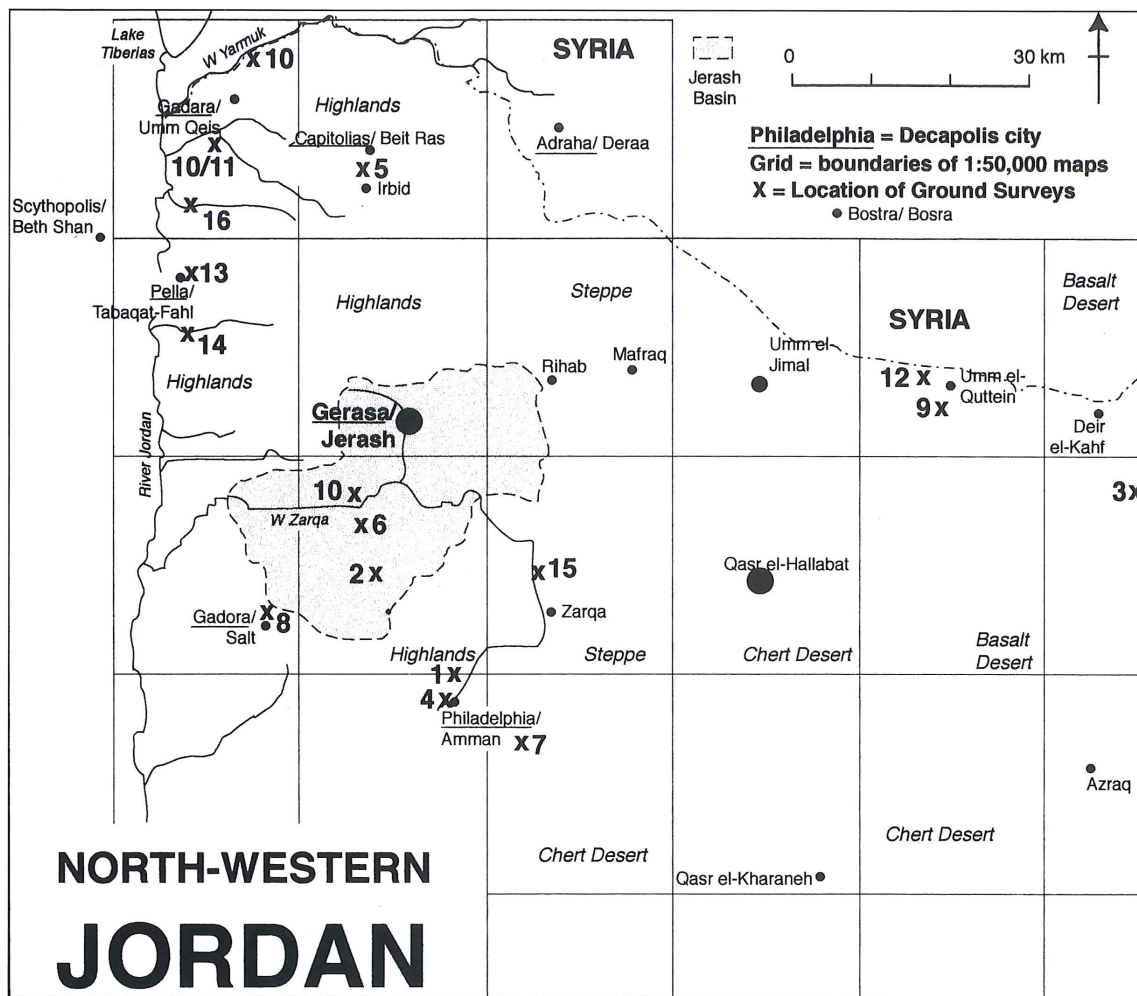 Lake
Tiberias
W Yarmuk
x 10
SYRIA
0 30 km
Jerash
Basin
Gadara/
Umm Qeis
Highlands
Capitolias/ Beit Ras
Adraha/ Deraa
Philadelphia = Decapolis city
Grid = boundaries of 1:50,000 maps
X = Location of Ground Surveys
x
10/11
x 5
Irbid
x 16
Scythopolis/
Beth Shan
Bostra/ Bosra
x13
Pella/
Tabaqat-Fahl
Highlands
Steppe
Basalt
Desert
SYRIA
x 14
Highlands
Rihab
Mafraq
Umm el-
Jimal
12 x
Umm el-
Quttein
9 x
Deir
el-Kahf
Gerasa/
Jerash
River Jordan
10 x
3x
W Zarqa
x6
2 x
x 15
Qasr el-Hallabat
Zarqa
Gadora/
Salt
x 8
Highlands
Steppe
Chert Desert
Basalt
Desert
1x
4x
Philadelphia/
Amman
x7
Azraq
Chert Desert
Chert Desert
Qasr el-Kharaneh
NORTH-WESTERN
JORDAN